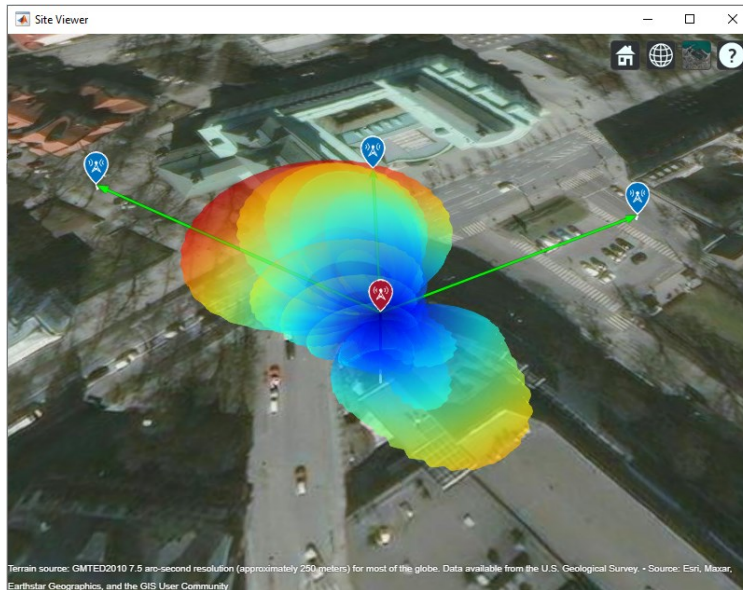 Site Viewer
?
Terrain source: GMTED2010 7.5 arc-second resolution (approximately 250 meters) for most of the globe. Data available from the U.S. Geological Survey. • Source: Esri, Maxar,
Earthstar Geographics, and the GIS User Community